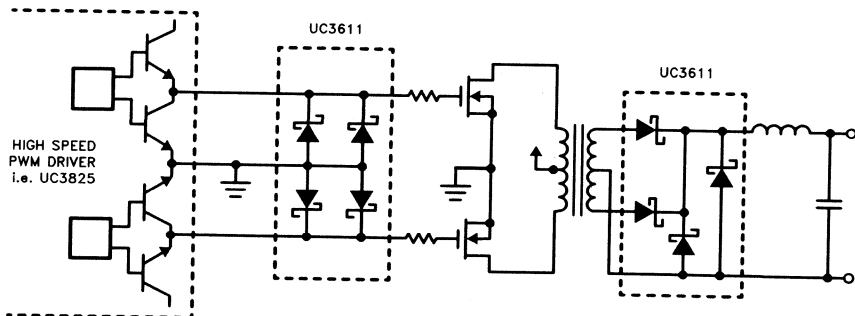 UC3611
UC3611
HIGH SPEED
PWM DRIVER
i.e. UC3825